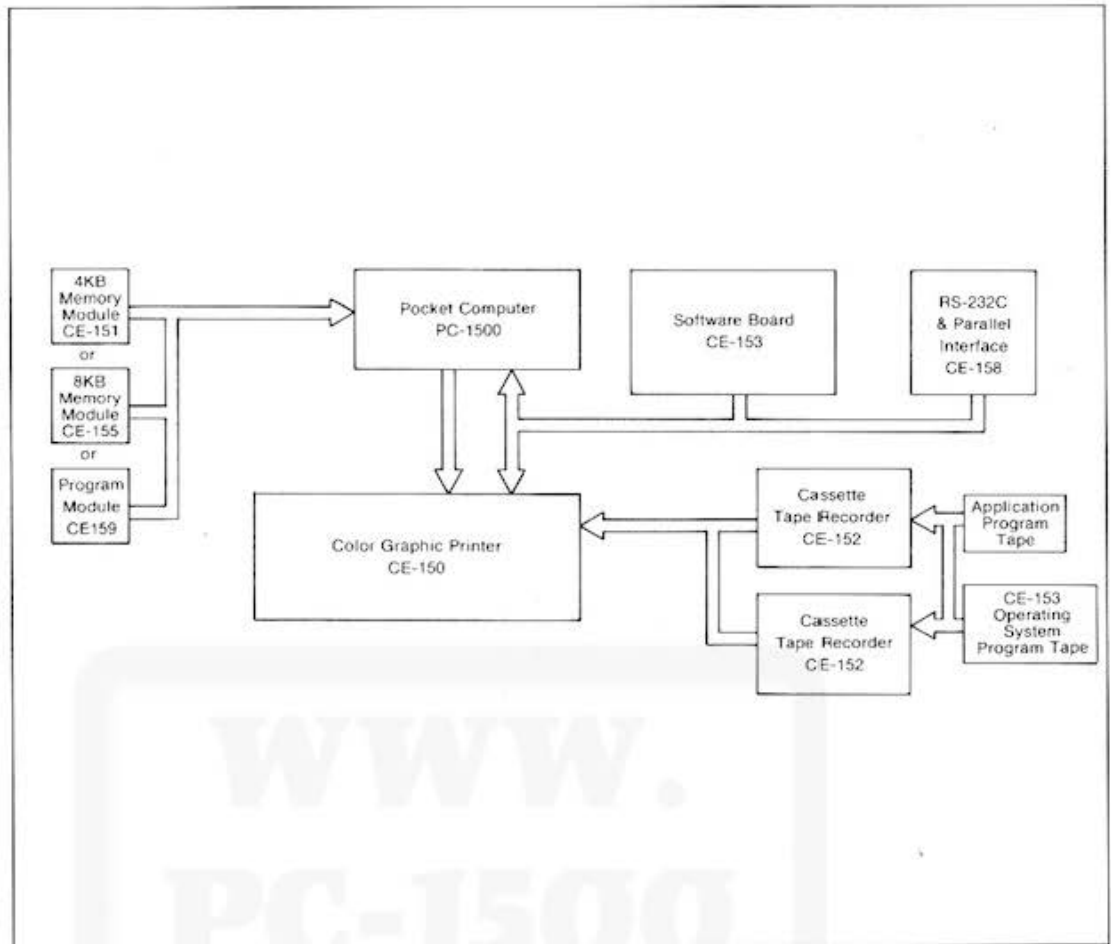 4KB
Memory
Module
CE-151
or
8KB
Memory
Module
CE-155
or
Program
Module
CE159
Pocket Computer
PC-1500
Software Board
CE-153
RS-232C
& Parallel
Interface
CE-158
Color Graphic Printer
CE-150
Cassette
Tape Recorder
CE-152
Cassette
Tape Recorder
CE-152
Application
Program
Tape
CE-153
Operating
System
Program Tape
WWW.
PC-1500